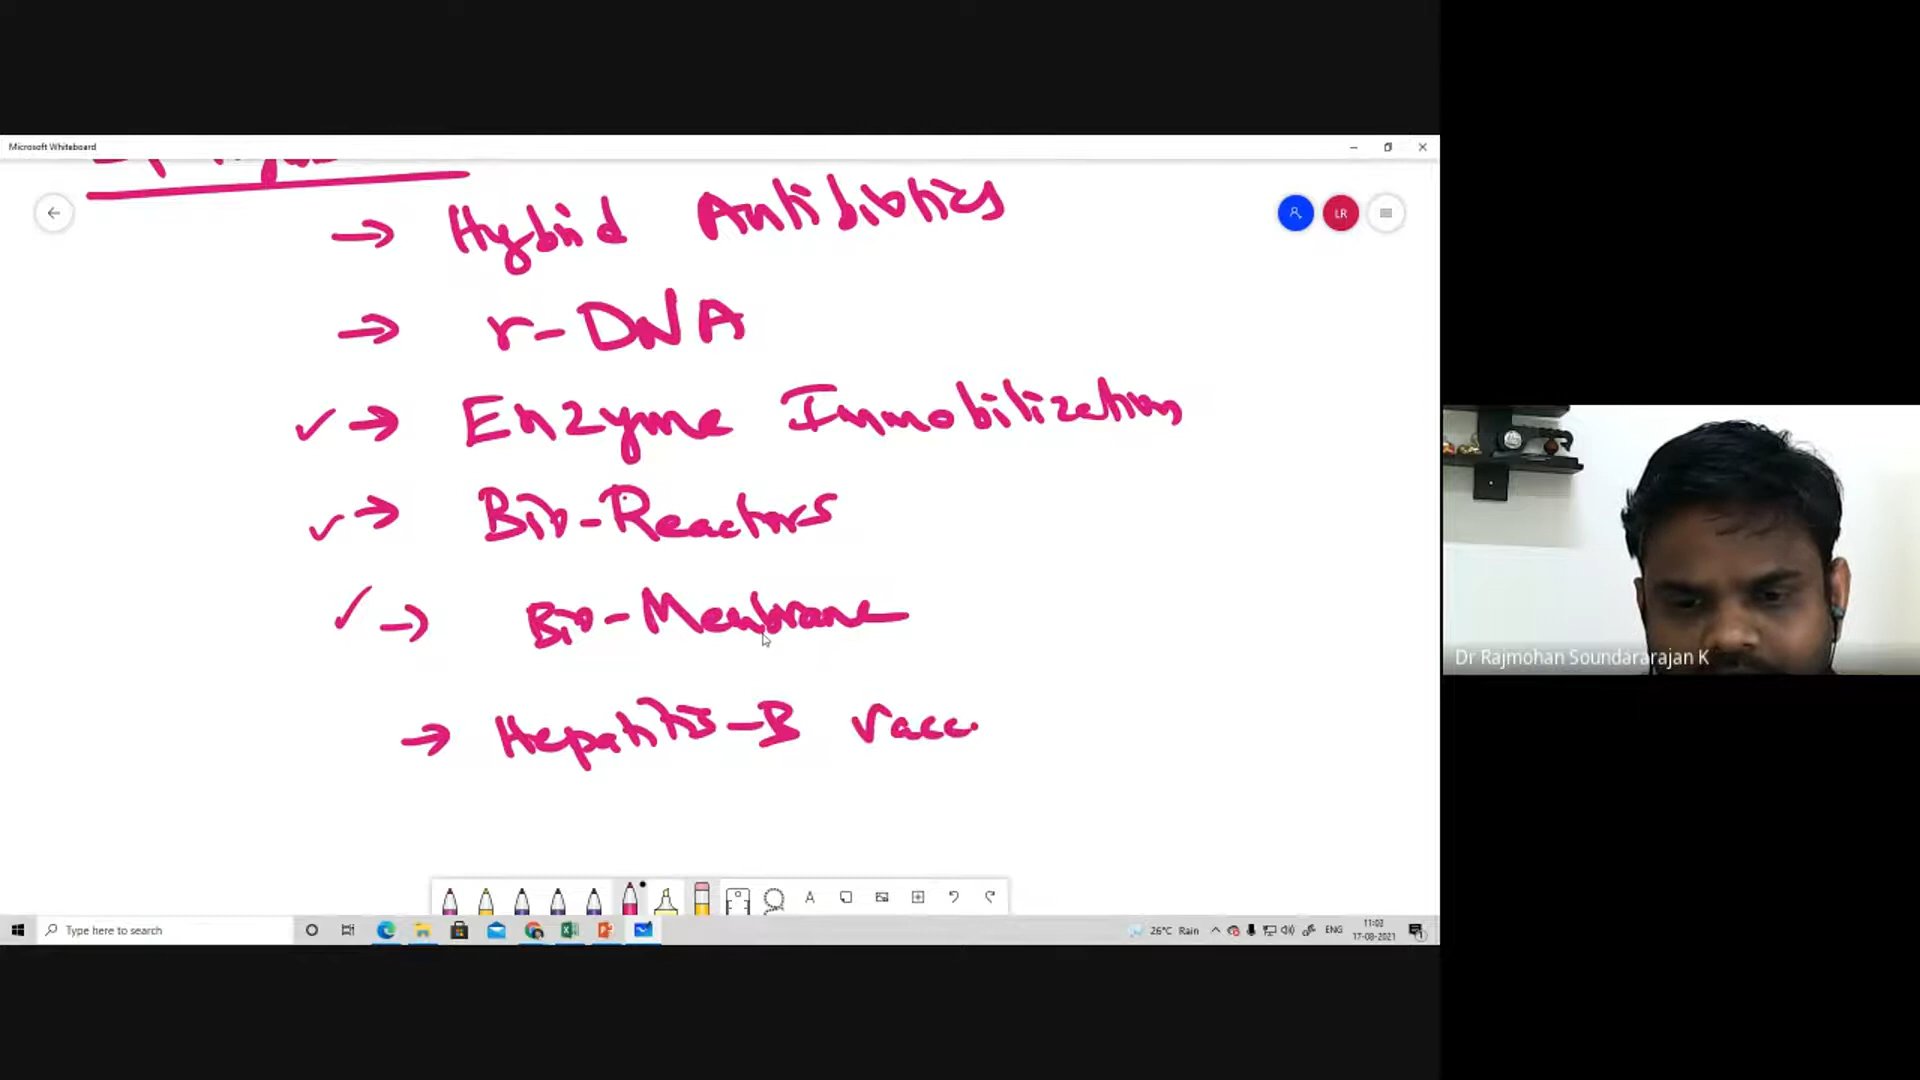 Microsoft Whiteboard
→ Hybrid Antibiotics
LR
→ r-DNA
✓→ Enzyme Immobilization
✓→ Bio-Reactors
✓→ Bio-Membrane
Dr Rajmohan Soundararajan K
→ Hepatitis-B vacc
A
Type here to search
26°C Rain
ENG
11:02
17-08-2021